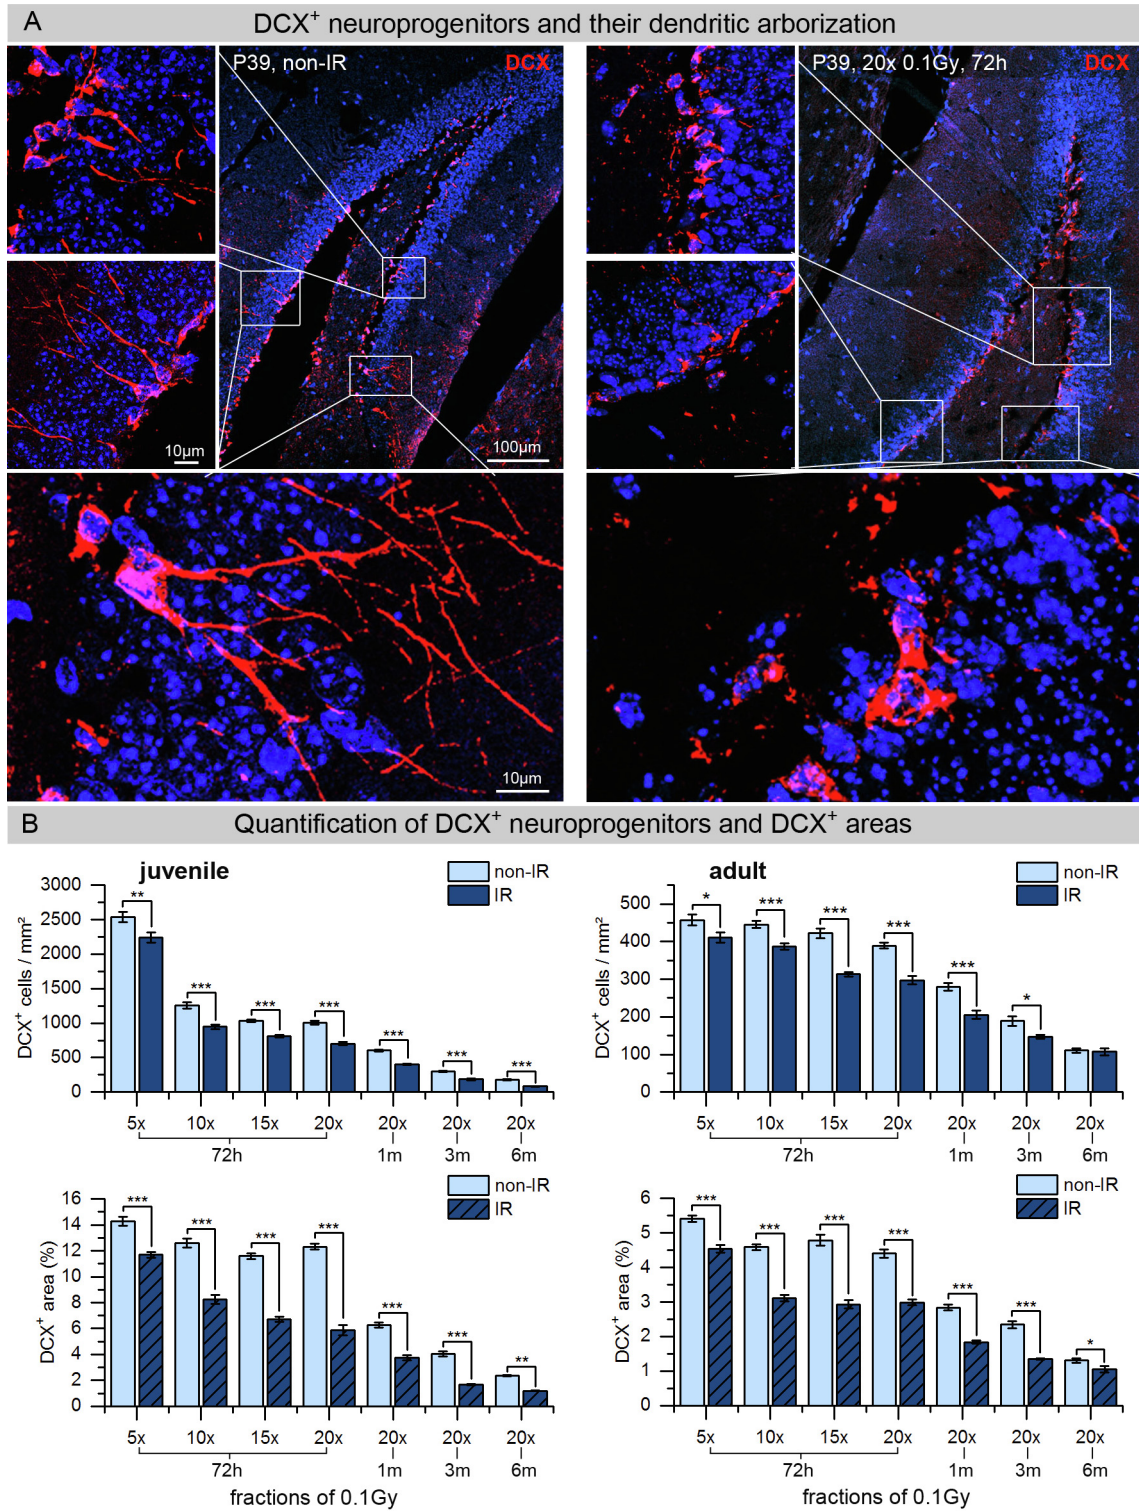 A DCX⁺ neuroprogenitors and their dendritic arborization
P39, non-IR DCX
P39, 20x 0.1Gy, 72h DCX
10µm
100µm
10µm
B Quantification of DCX⁺ neuroprogenitors and DCX⁺ areas
juvenile
non-IR
IR
DCX⁺ cells / mm²
3000
2500
2000
1500
1000
500
0
** *** *** *** *** *** ***
5x 10x 15x 20x 20x 20x 20x
72h 1m 3m 6m
adult
non-IR
IR
DCX⁺ cells / mm²
500
400
300
200
100
0
* *** *** *** *** *
5x 10x 15x 20x 20x 20x 20x
72h 1m 3m 6m
non-IR
IR
DCX⁺ area (%)
16
14
12
10
8
6
4
2
0
*** *** *** *** *** *** **
5x 10x 15x 20x 20x 20x 20x
72h 1m 3m 6m
fractions of 0.1Gy
non-IR
IR
DCX⁺ area (%)
6
5
4
3
2
1
0
*** *** *** *** *** *** *
5x 10x 15x 20x 20x 20x 20x
72h 1m 3m 6m
fractions of 0.1Gy